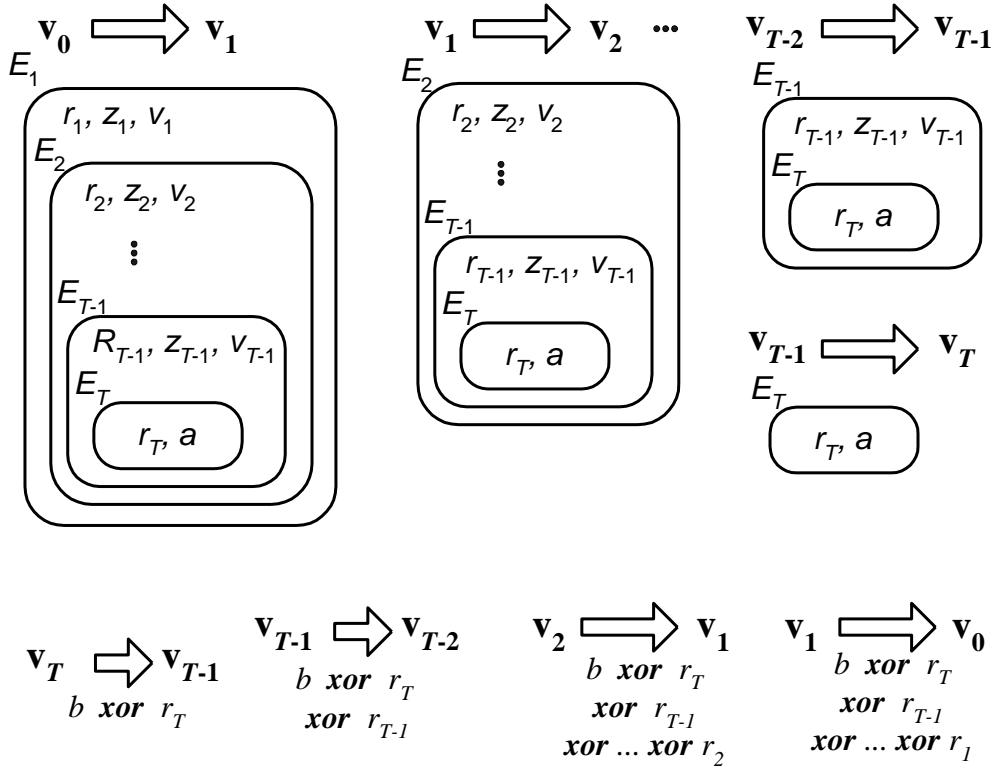 v0 v1
E1
r1, z1, v1
E2
r2, z2, v2
ET-1
RT-1, zT-1, vT-1
ET
rT, a
v1 v2 •••
E2
r2, z2, v2
ET-1
rT-1, zT-1, vT-1
ET
rT, a
vT-2 vT-1
ET-1
rT-1, zT-1, vT-1
ET
rT, a
vT-1 vT
ET
rT, a
vT vT-1
b xor rT
vT-1 vT-2
b xor rT
xor rT-1
v2 v1
b xor rT
xor rT-1
xor ... xor r2
v1 v0
b xor rT
xor rT-1
xor ... xor r1